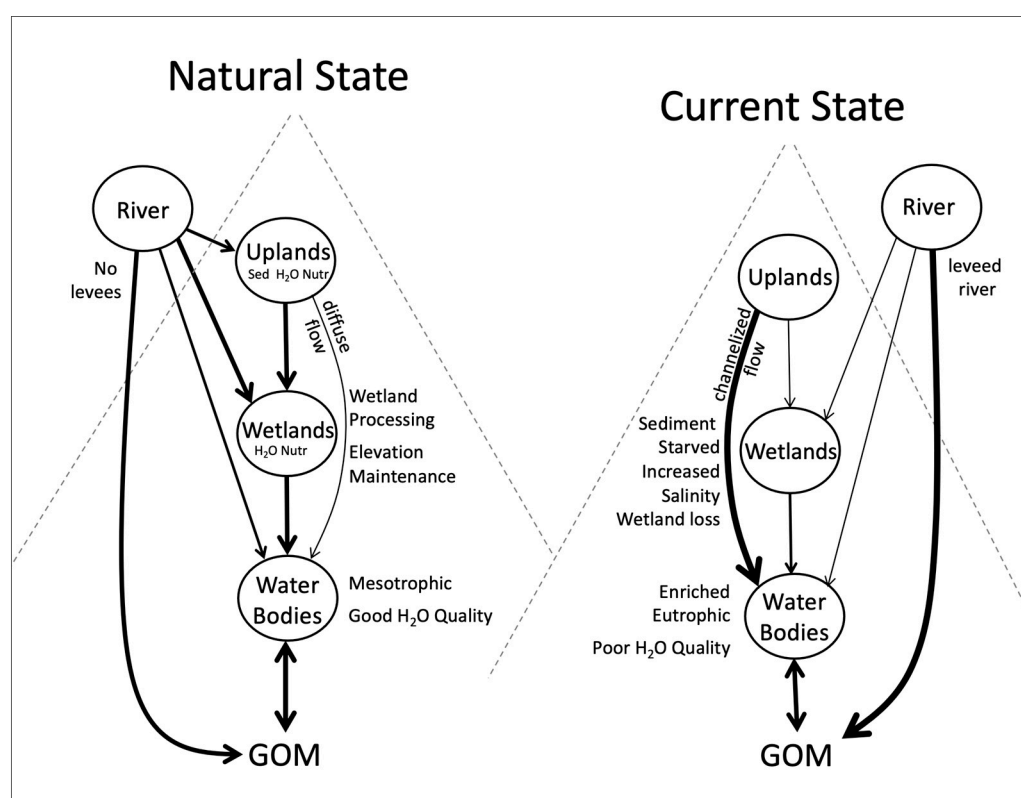 Natural State
River
No
levees
Uplands
Sed H₂O Nutr
diffuse
flow
Wetlands
H₂O Nutr
Wetland
Processing
Elevation
Maintenance
Water
Bodies
Mesotrophic
Good H₂O Quality
GOM
Current State
River
leveed
river
Uplands
channelized
flow
Sediment
Starved
Increased
Salinity
Wetland loss
Wetlands
Enriched
Eutrophic
Poor H₂O Quality
Water
Bodies
GOM